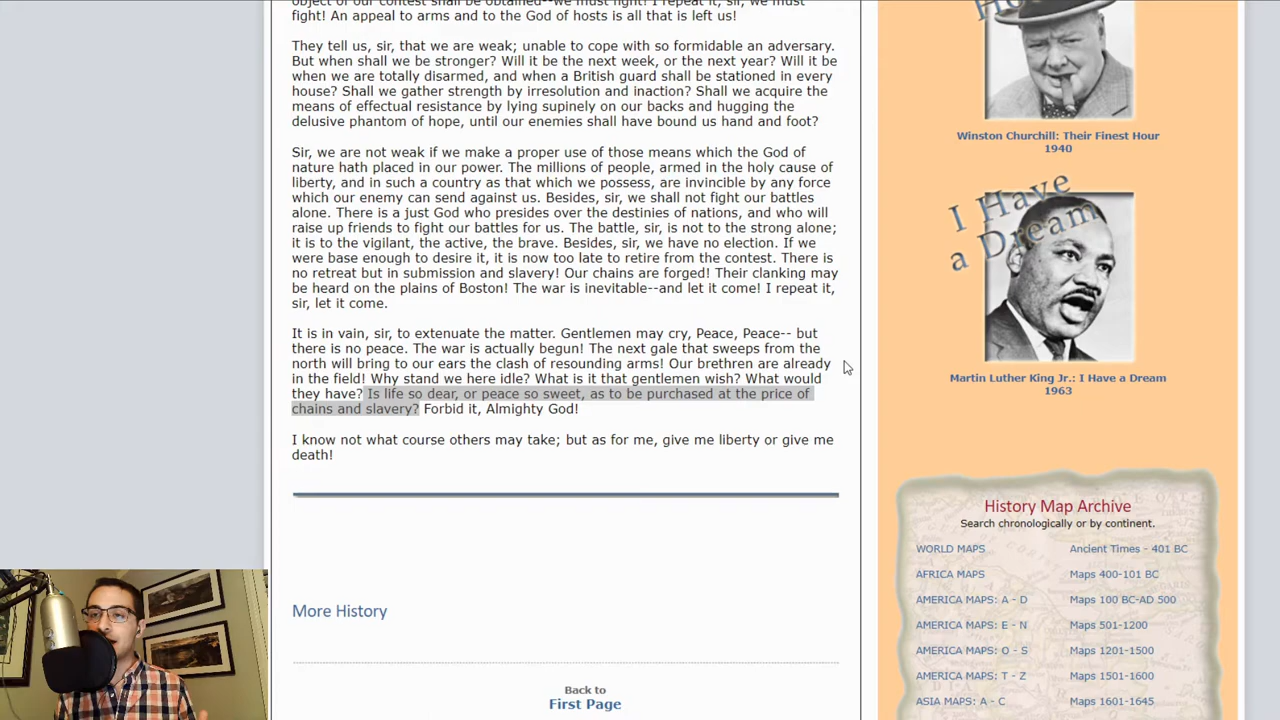 object of our contest shall be obtained--we must fight! I repeat it, sir, we must
fight! An appeal to arms and to the God of hosts is all that is left us!
They tell us, sir, that we are weak; unable to cope with so formidable an adversary.
But when shall we be stronger? Will it be the next week, or the next year? Will it be
when we are totally disarmed, and when a British guard shall be stationed in every
house? Shall we gather strength by irresolution and inaction? Shall we acquire the
means of effectual resistance by lying supinely on our backs and hugging the
delusive phantom of hope, until our enemies shall have bound us hand and foot?
Sir, we are not weak if we make a proper use of those means which the God of
nature hath placed in our power. The millions of people, armed in the holy cause of
liberty, and in such a country as that which we possess, are invincible by any force
which our enemy can send against us. Besides, sir, we shall not fight our battles
alone. There is a just God who presides over the destinies of nations, and who will
raise up friends to fight our battles for us. The battle, sir, is not to the strong alone;
it is to the vigilant, the active, the brave. Besides, sir, we have no election. If we
were base enough to desire it, it is now too late to retire from the contest. There is
no retreat but in submission and slavery! Our chains are forged! Their clanking may
be heard on the plains of Boston! The war is inevitable--and let it come! I repeat it,
sir, let it come.
It is in vain, sir, to extenuate the matter. Gentlemen may cry, Peace, Peace-- but
there is no peace. The war is actually begun! The next gale that sweeps from the
north will bring to our ears the clash of resounding arms! Our brethren are already
in the field! Why stand we here idle? What is it that gentlemen wish? What would
they have? Is life so dear, or peace so sweet, as to be purchased at the price of
chains and slavery? Forbid it, Almighty God!
I know not what course others may take; but as for me, give me liberty or give me
death!
More History
Back to
First Page
Winston Churchill: Their Finest Hour
1940
I Have
a Dream
Martin Luther King Jr.: I Have a Dream
1963
History Map Archive
Search chronologically or by continent.
WORLD MAPS Ancient Times - 401 BC
AFRICA MAPS Maps 400-101 BC
AMERICA MAPS: A - D Maps 100 BC-AD 500
AMERICA MAPS: E - N Maps 501-1200
AMERICA MAPS: O - S Maps 1201-1500
AMERICA MAPS: T - Z Maps 1501-1600
ASIA MAPS: A - C Maps 1601-1645